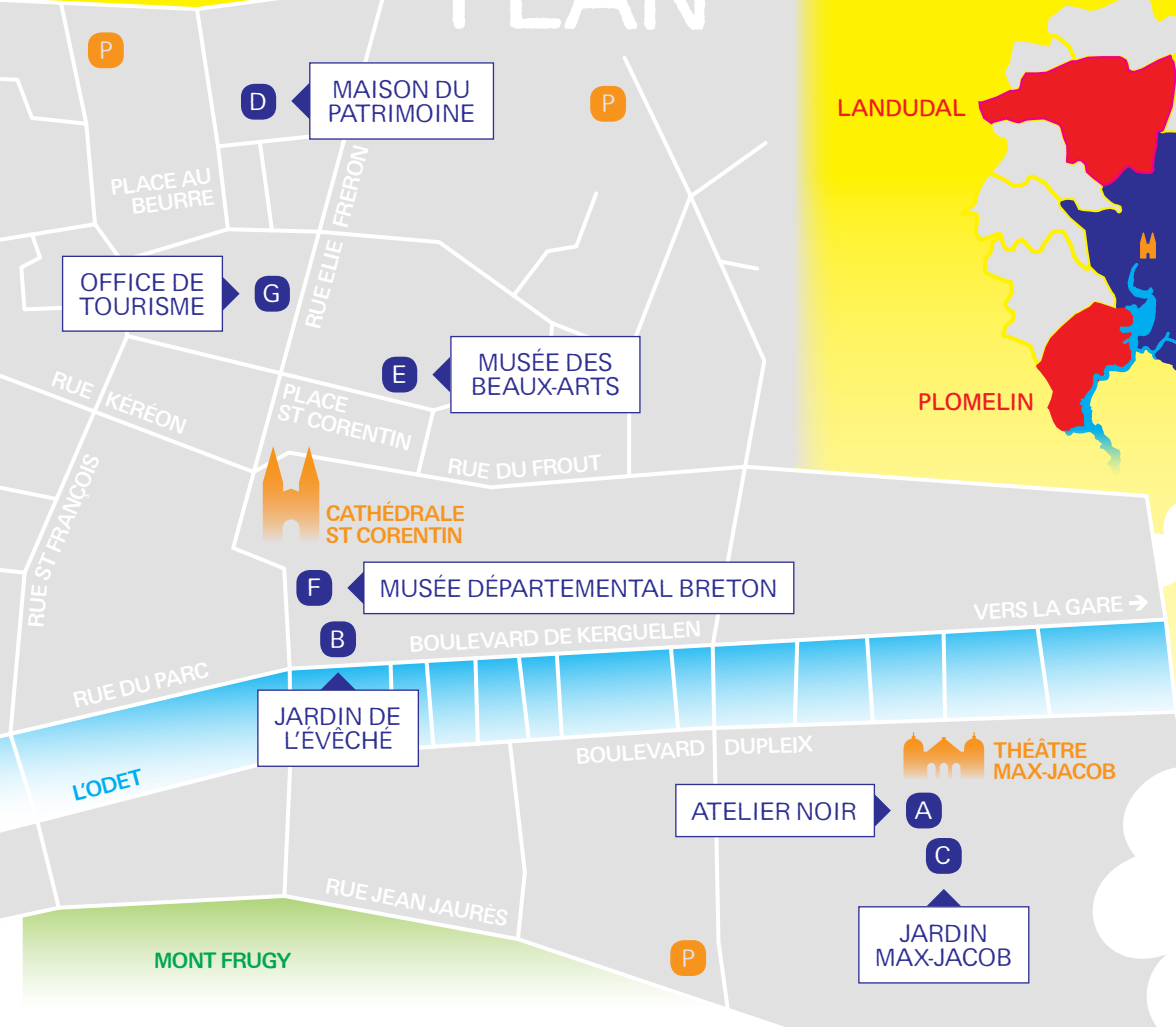 PLAN
P
D
MAISON DU
PATRIMOINE
P
LANDUDAL
PLACE AU
BEURRE
RUE ELIE FRERON
OFFICE DE
TOURISME
G
E
MUSÉE DES
BEAUX-ARTS
PLOMELIN
RUE KÉRÉON
PLACE
ST CORENTIN
RUE DU FROUT
RUE ST FRANÇOIS
CATHÉDRALE
ST CORENTIN
F
MUSÉE DÉPARTEMENTAL BRETON
VERS LA GARE →
B
BOULEVARD DE KERGUELEN
RUE DU PARC
JARDIN DE
L'ÉVÊCHÉ
BOULEVARD DUPLEIX
THÉÂTRE
MAX-JACOB
L'ODET
ATELIER NOIR
A
C
RUE JEAN JAURÈS
JARDIN
MAX-JACOB
MONT FRUGY
P